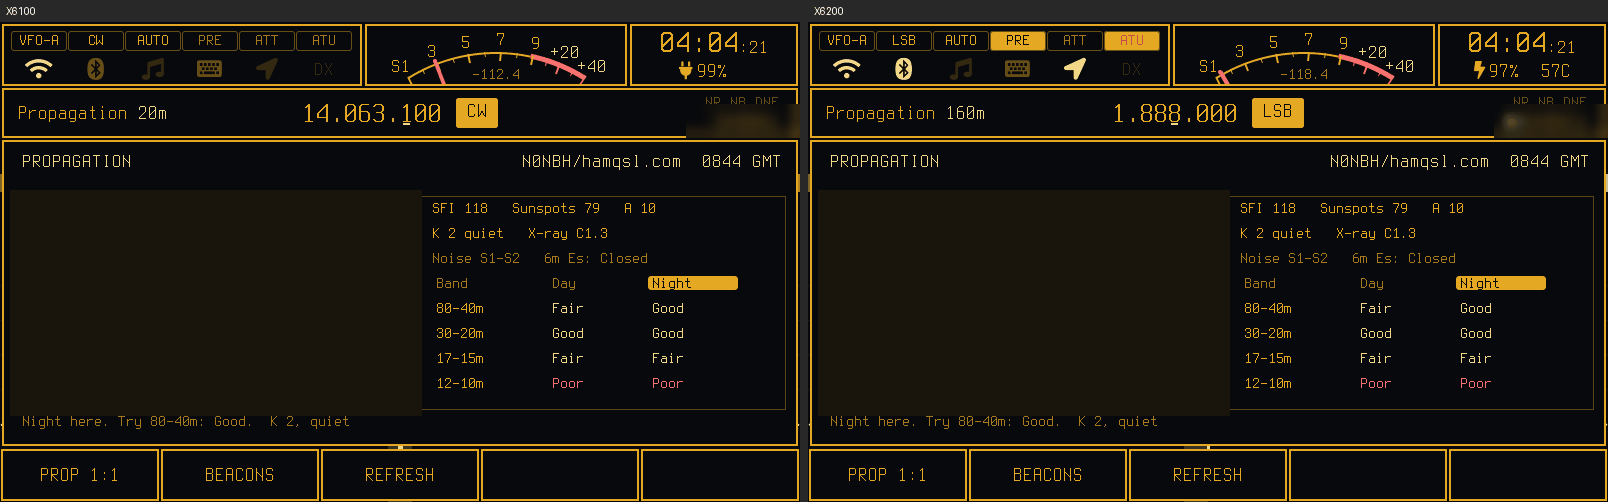 X6100
VFO-A CW AUTO PRE ATT ATU
DX
S1 3 5 7 9 +20 +40
-112.4
04:04:21
99%
Propagation 20m 14.063.100 CW
NR NB DNF
PROPAGATION N0NBH/hamqsl.com 0844 GMT
SFI 118 Sunspots 79 A 10
K 2 quiet X-ray C1.3
Noise S1-S2 6m Es: Closed
Band Day Night
80-40m Fair Good
30-20m Good Good
17-15m Fair Fair
12-10m Poor Poor
Night here. Try 80-40m: Good. K 2, quiet
PROP 1:1 BEACONS REFRESH
X6200
VFO-A LSB AUTO PRE ATT ATU
DX
S1 3 5 7 9 +20 +40
-118.4
04:04:21
97% 57C
Propagation 160m 1.888.000 LSB
NR NB DNF
PROPAGATION N0NBH/hamqsl.com 0844 GMT
SFI 118 Sunspots 79 A 10
K 2 quiet X-ray C1.3
Noise S1-S2 6m Es: Closed
Band Day Night
80-40m Fair Good
30-20m Good Good
17-15m Fair Fair
12-10m Poor Poor
Night here. Try 80-40m: Good. K 2, quiet
PROP 1:1 BEACONS REFRESH